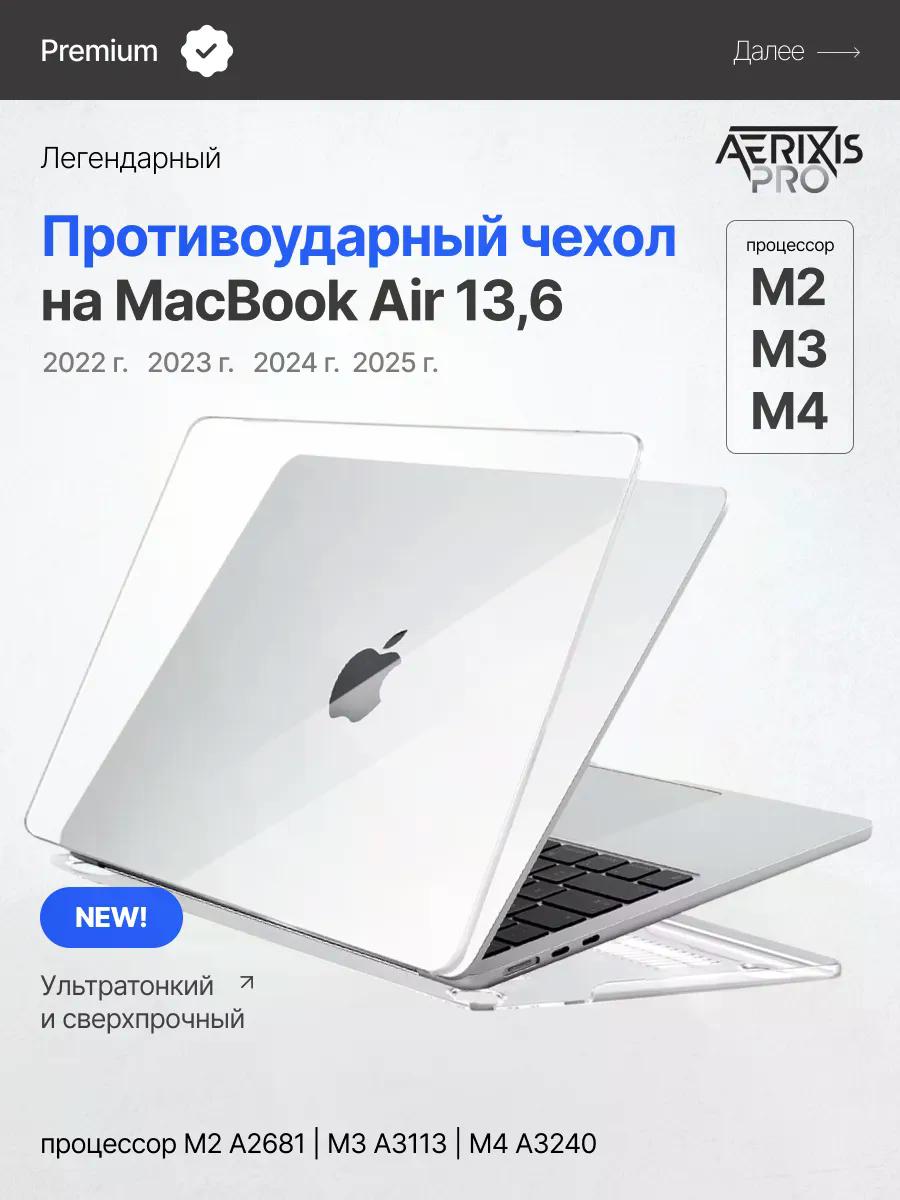 Premium
Далее
Легендарный
AERIXIS
PRO
Противоударный чехол
на MacBook Air 13,6
2022 г. 2023 г. 2024 г. 2025 г.
процессор
M2
M3
M4
NEW!
Ультратонкий
и сверхпрочный
процессор M2 A2681 | M3 A3113 | M4 A3240